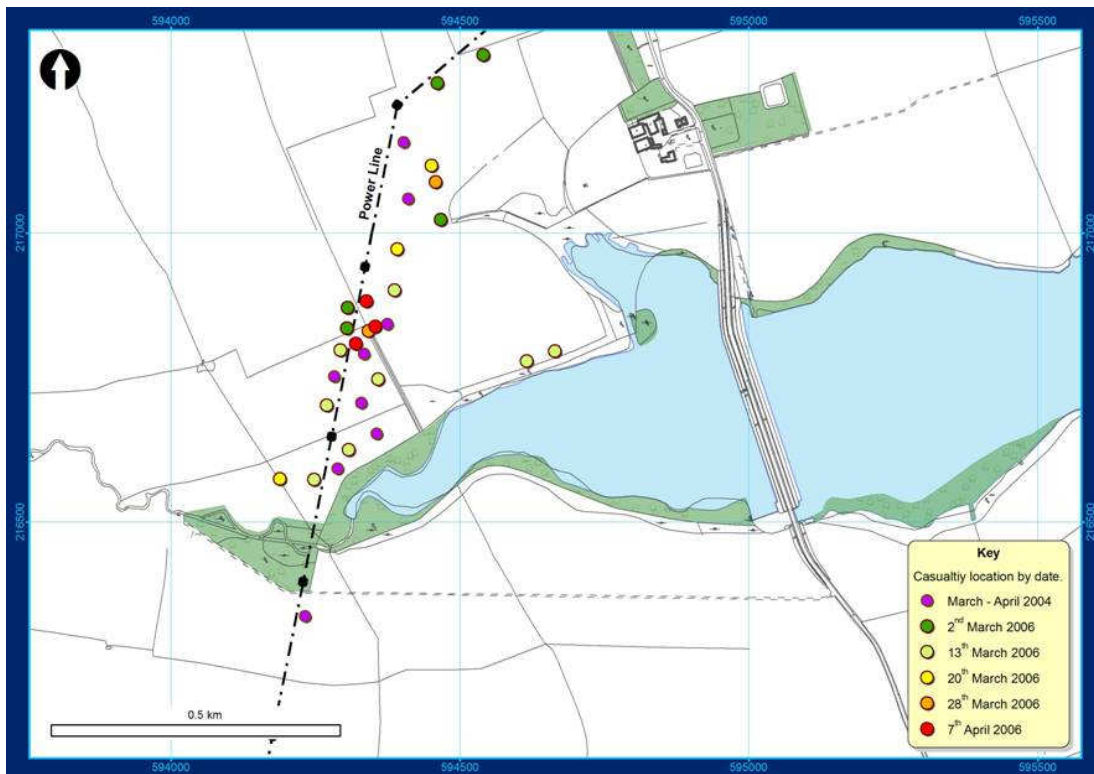 594000 594500 595000 595500
Power Line
217000 217000
216500 216500
0.5 km
594000 594500 595000 595500
Key
Casualtiy location by date.
March - April 2004
2nd March 2006
13th March 2006
20th March 2006
28th March 2006
7th April 2006